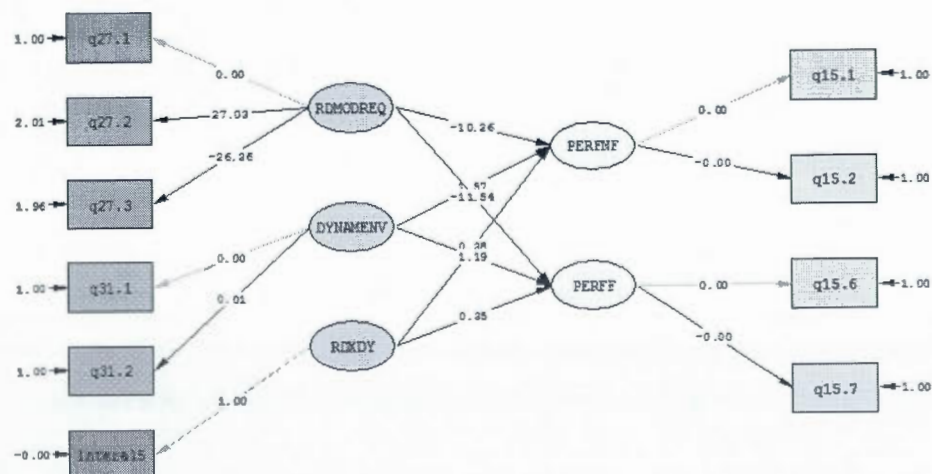 1.00
q27.1
0.00
2.01
q27.2
27.03
RDMODREQ
1.96
q27.3
-26.26
1.00
q31.1
0.00
DYNAMENV
1.00
q31.2
0.01
RDXDY
1.00
-0.00
-10.26
-11.54
1.19
0.35
PERFNF
PERFF
0.00
q15.1
1.00
-0.00
q15.2
1.00
0.00
q15.6
1.00
-0.00
q15.7
1.00